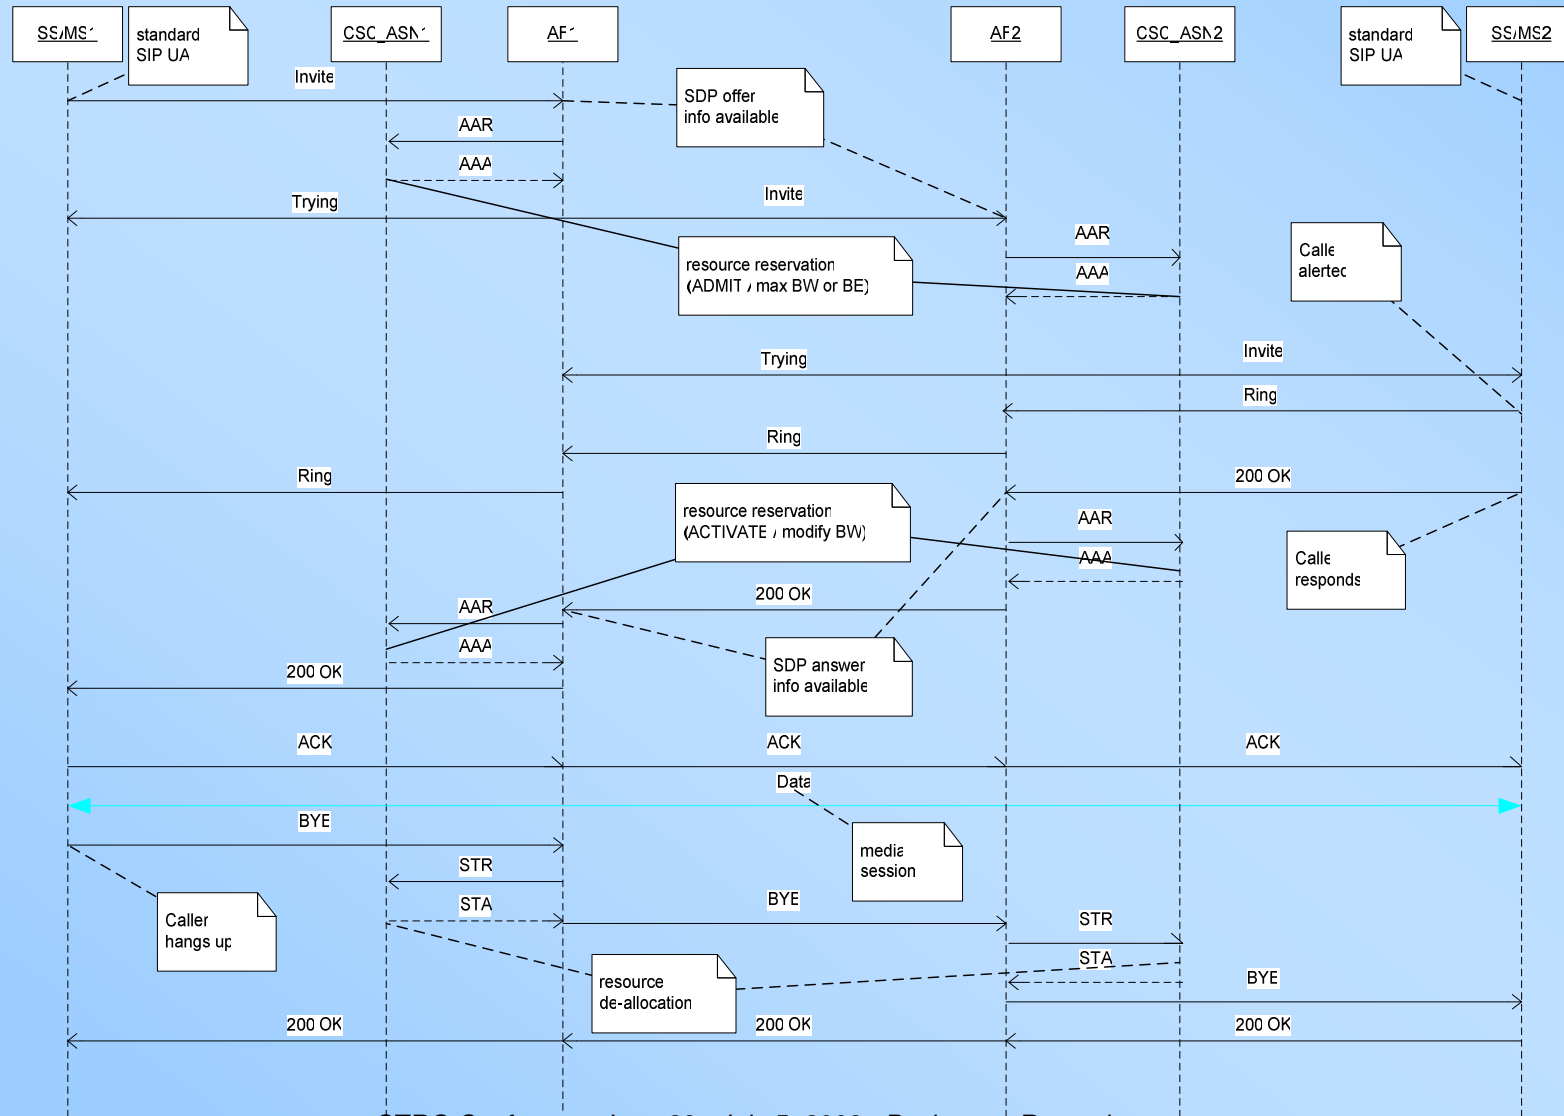 SS/MS1
standard
SIP UA
CSC_ASN1
AF1
AF2
CSC_ASN2
standard
SIP UA
SS/MS2
Invite
SDP offer
info available
AAR
AAA
Trying
Invite
AAR
Calle
alerted
resource reservation
(ADMIT / max BW or BE)
AAA
Trying
Invite
Ring
Ring
Ring
200 OK
resource reservation
(ACTIVATE / modify BW)
AAR
AAA
Calle
responds
200 OK
AAR
AAA
SDP answer
info available
200 OK
ACK
ACK
ACK
Data
BYE
media
session
STR
STA
BYE
Caller
hangs up
STR
STA
resource
de-allocation
BYE
200 OK
200 OK
200 OK